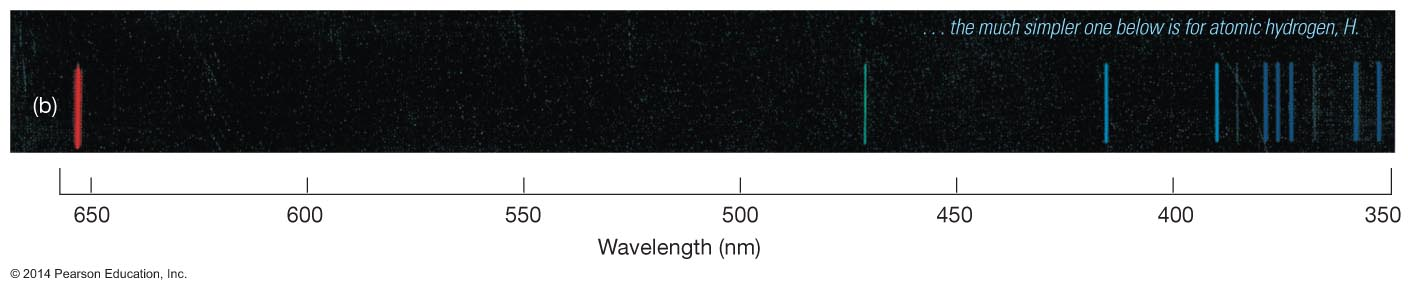 . . . the much simpler one below is for atomic hydrogen, H.
(b)
650 600 550 500 450 400 350
Wavelength (nm)
© 2014 Pearson Education, Inc.